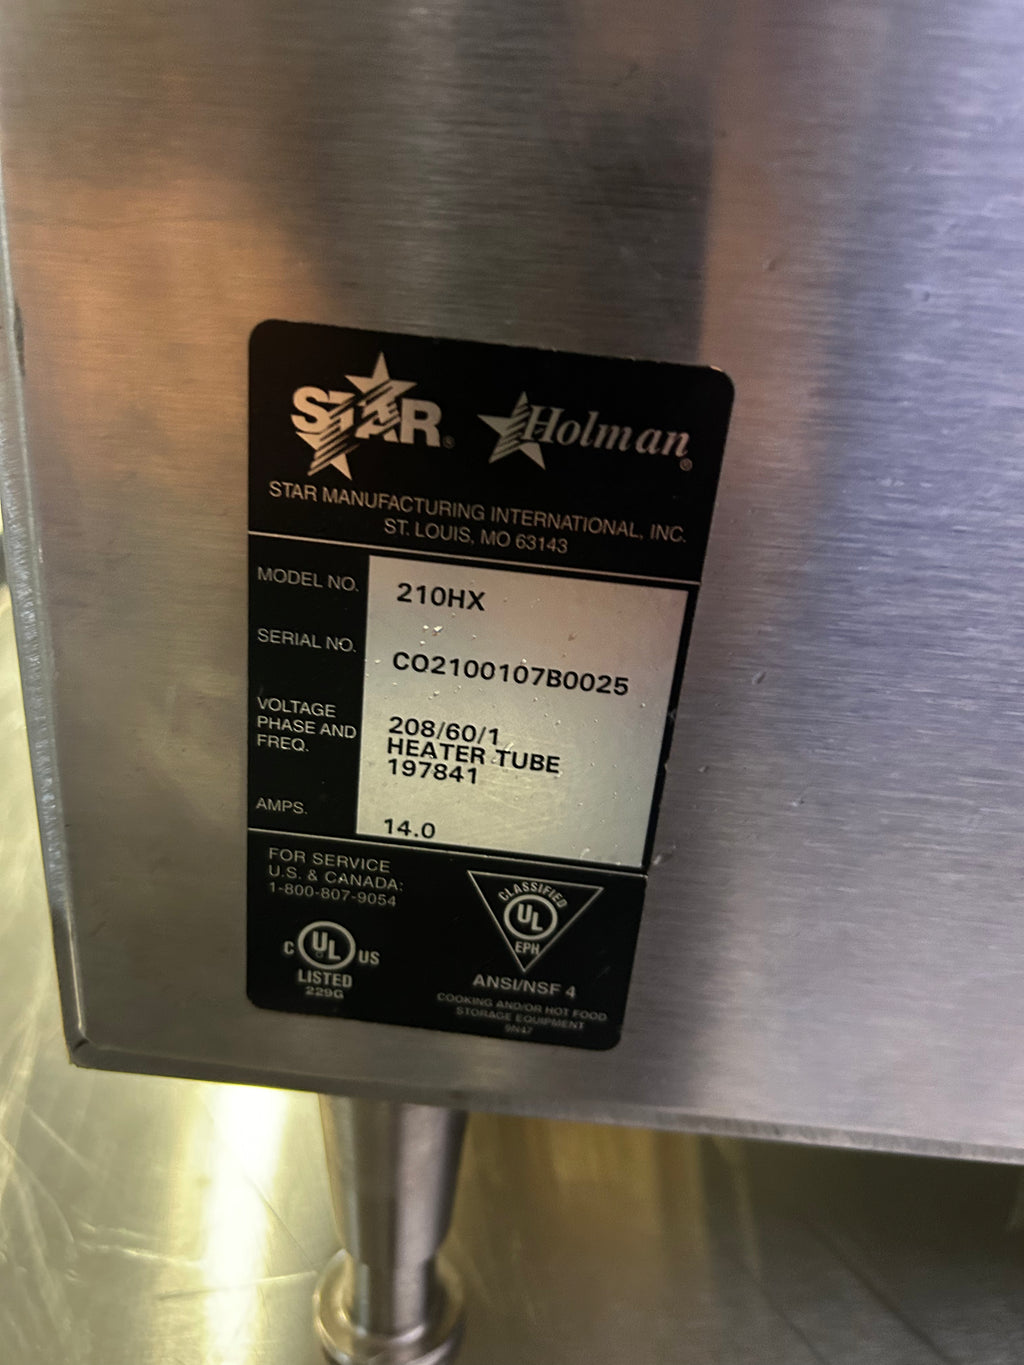 STAR®
Holman®
STAR MANUFACTURING INTERNATIONAL, INC.
ST. LOUIS, MO 63143
MODEL NO. 210HX
SERIAL NO. CO2100107B0025
VOLTAGE
PHASE AND
FREQ.
208/60/1
HEATER TUBE
197841
AMPS. 14.0
FOR SERVICE
U.S. & CANADA:
1-800-807-9054
C UL US
LISTED
229G
CLASSIFIED
UL
EPH
ANSI/NSF 4
COOKING AND/OR HOT FOOD
STORAGE EQUIPMENT
9N47